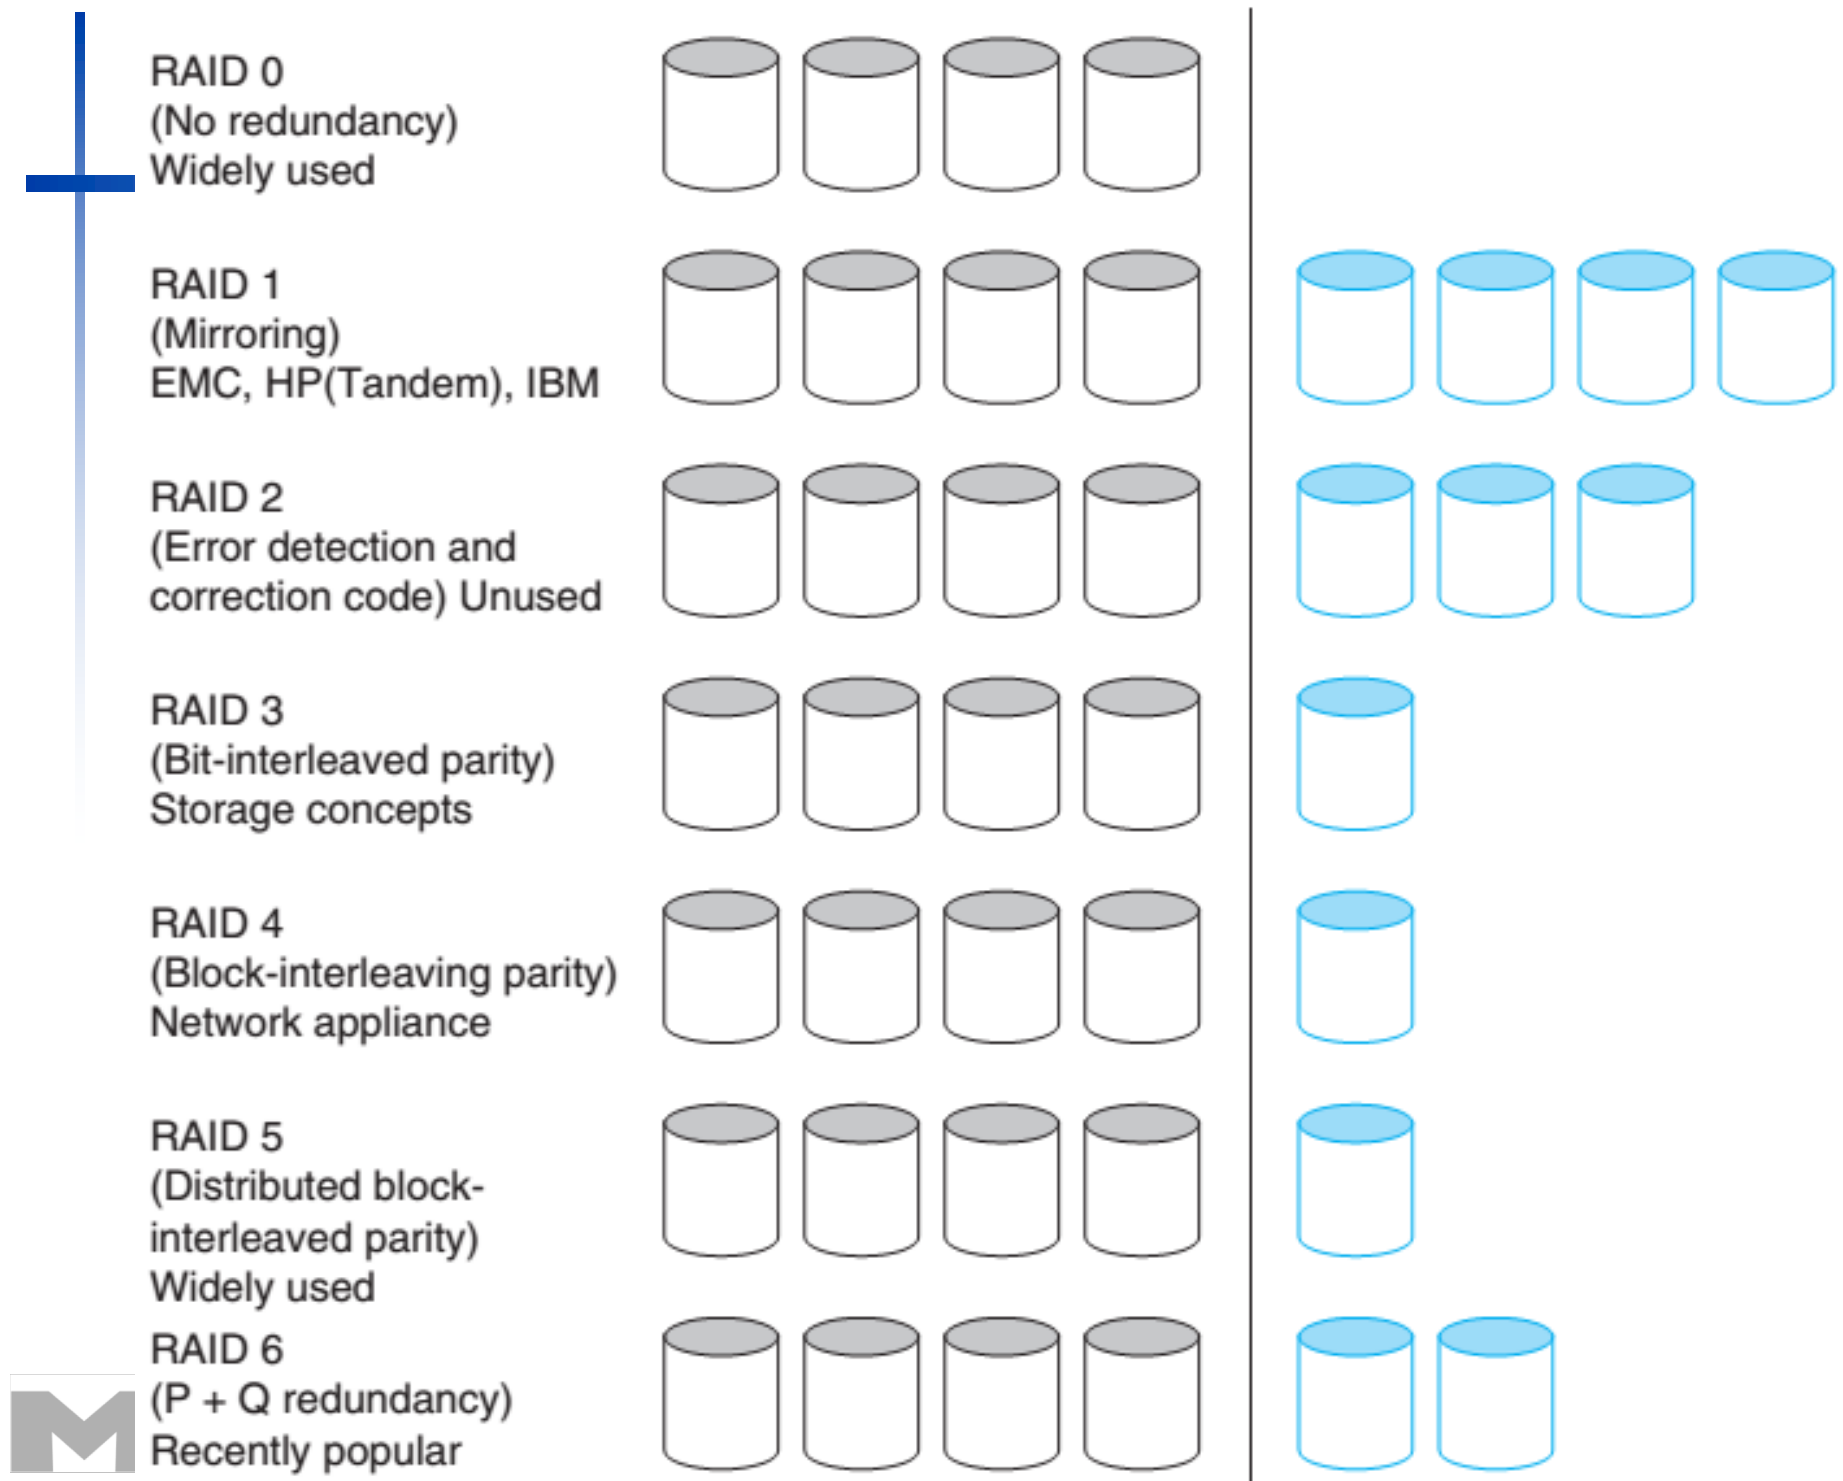 RAID 0
(No redundancy)
Widely used
RAID 1
(Mirroring)
EMC, HP(Tandem), IBM
RAID 2
(Error detection and
correction code) Unused
RAID 3
(Bit-interleaved parity)
Storage concepts
RAID 4
(Block-interleaving parity)
Network appliance
RAID 5
(Distributed block-
interleaved parity)
Widely used
RAID 6
(P + Q redundancy)
Recently popular